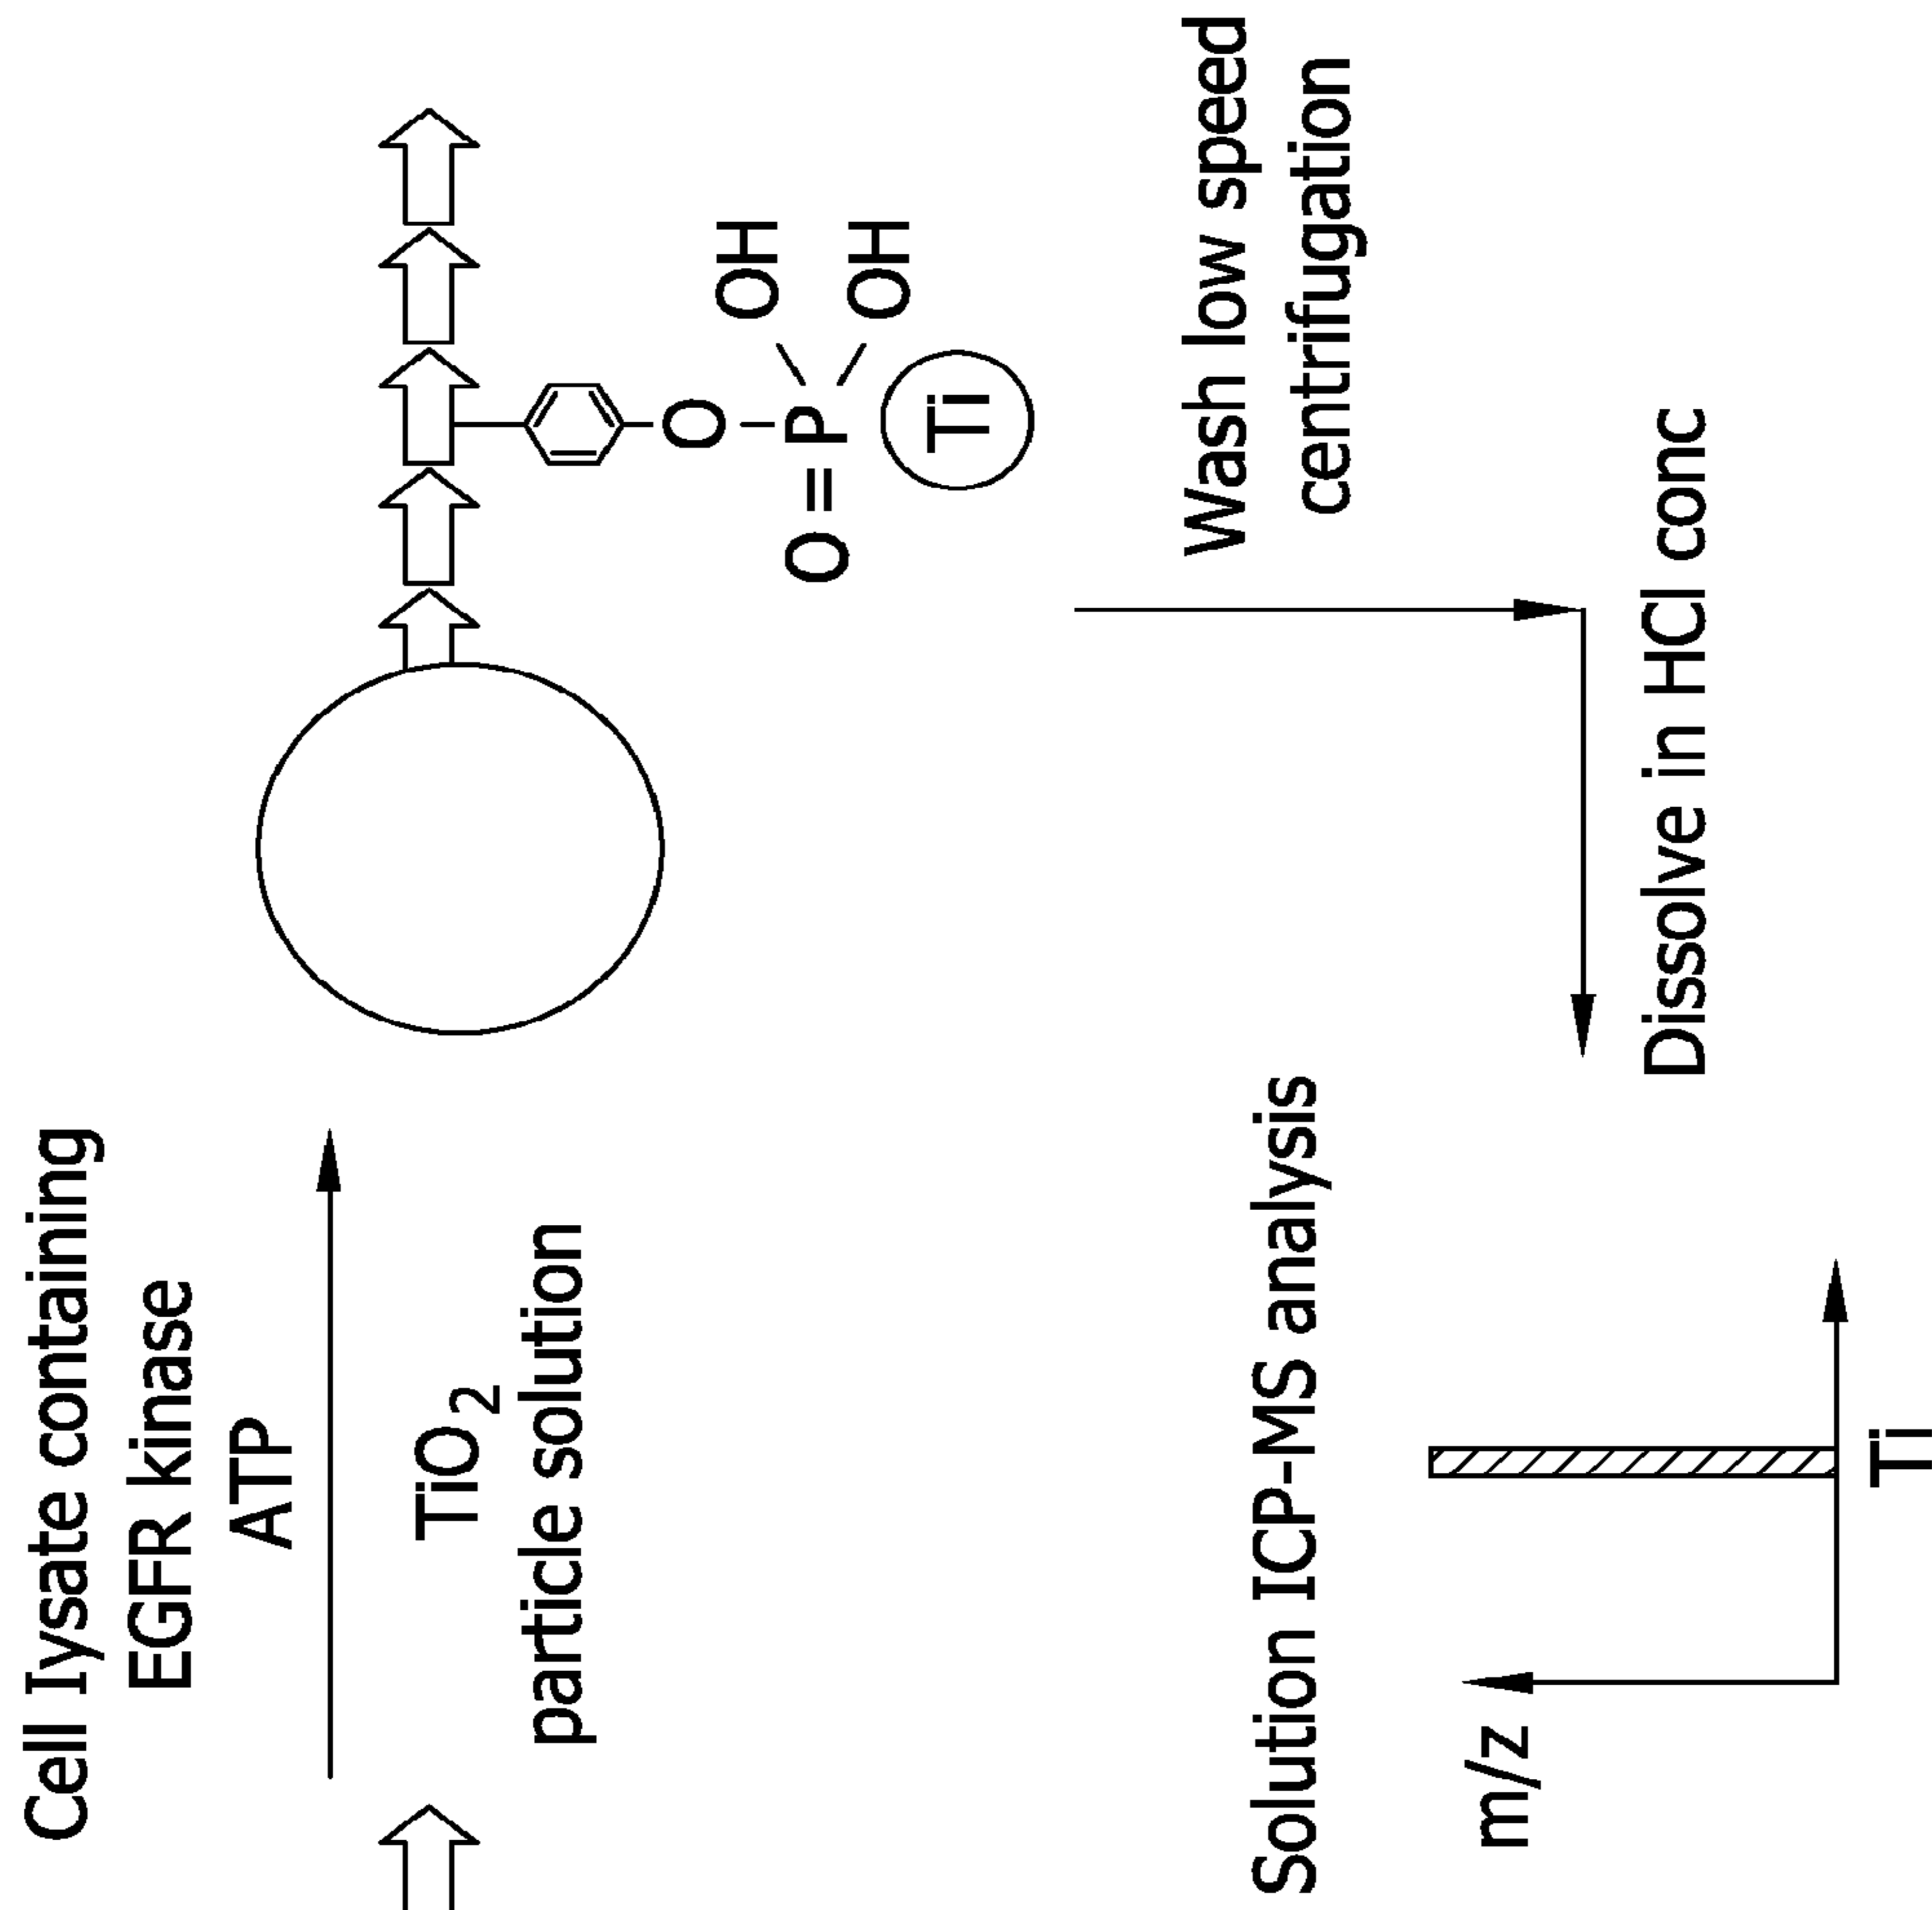 Cell Iysate containing
EGFR kinase
ATP
TiO2
particle solution
OH
O
O=P
OH
Ti
Wash low speed
centrifugation
Dissolve in HCl conc
Solution ICP-MS analysis
m/z
Ti